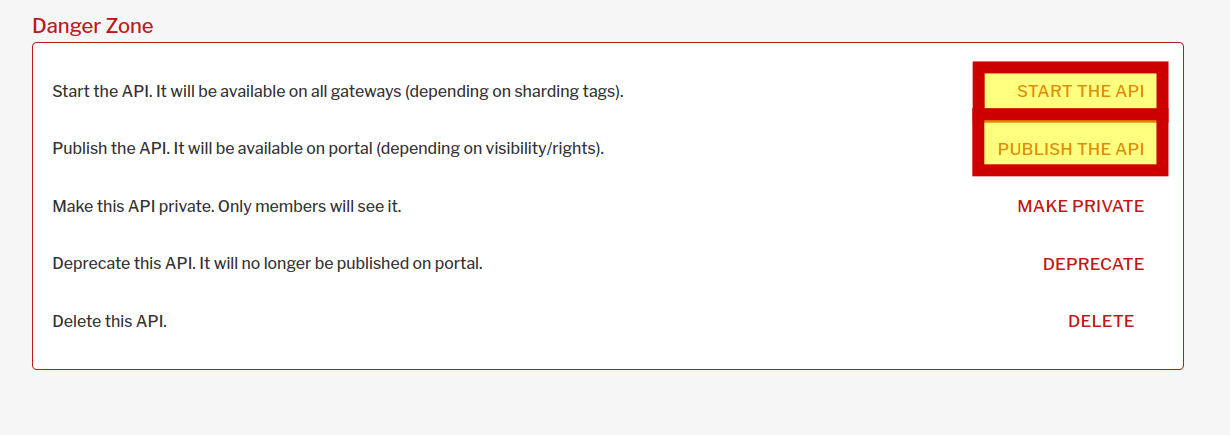 Danger Zone
Start the API. It will be available on all gateways (depending on sharding tags).
START THE API
Publish the API. It will be available on portal (depending on visibility/rights).
PUBLISH THE API
Make this API private. Only members will see it.
MAKE PRIVATE
Deprecate this API. It will no longer be published on portal.
DEPRECATE
Delete this API.
DELETE